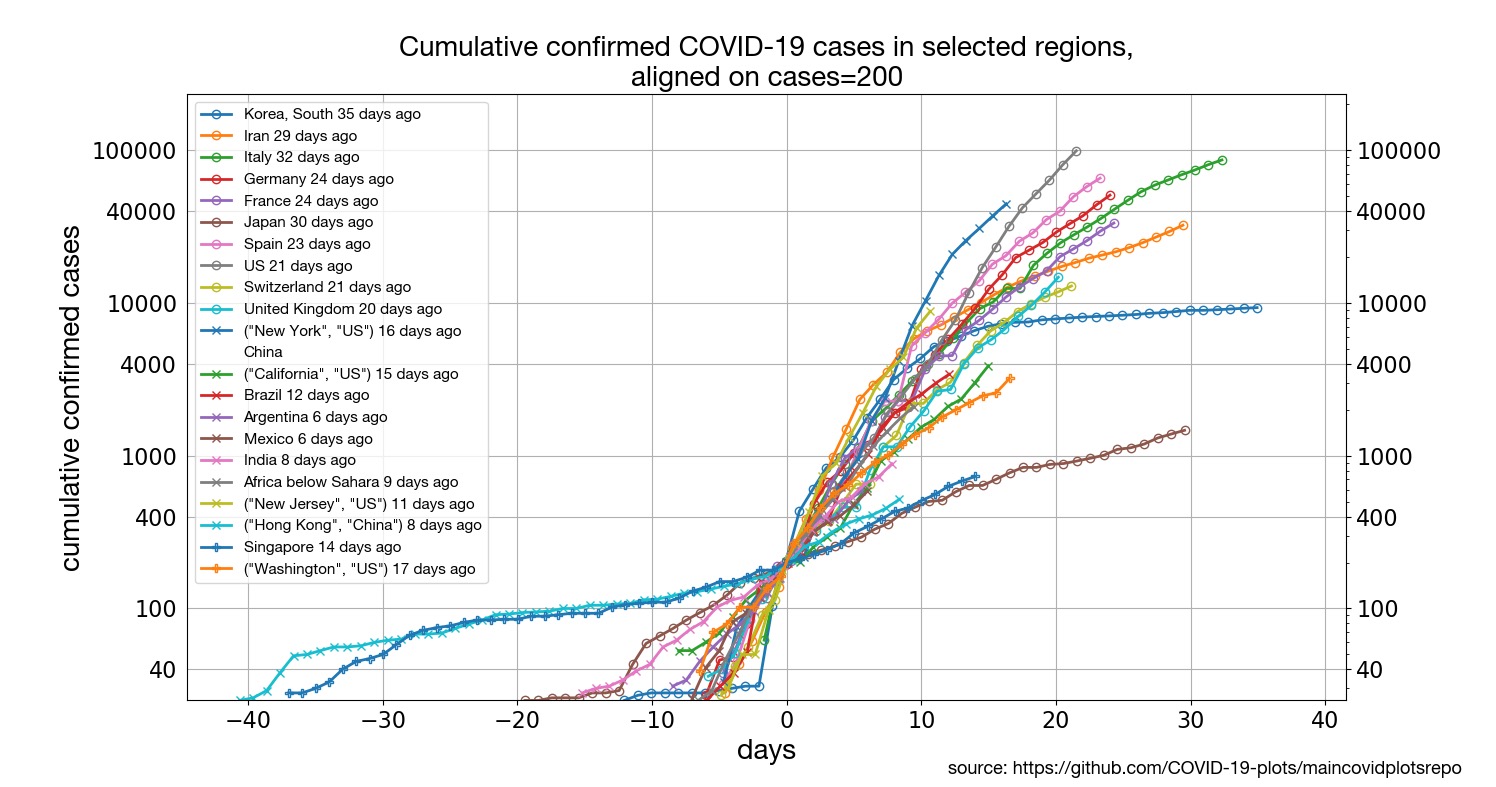 Cumulative confirmed COVID-19 cases in selected regions,
aligned on cases=200
cumulative confirmed cases
100000
40000
10000
4000
1000
400
100
40
Korea, South 35 days ago
Iran 29 days ago
Italy 32 days ago
Germany 24 days ago
France 24 days ago
Japan 30 days ago
Spain 23 days ago
US 21 days ago
Switzerland 21 days ago
United Kingdom 20 days ago
("New York", "US") 16 days ago
China
("California", "US") 15 days ago
Brazil 12 days ago
Argentina 6 days ago
Mexico 6 days ago
India 8 days ago
Africa below Sahara 9 days ago
("New Jersey", "US") 11 days ago
("Hong Kong", "China") 8 days ago
Singapore 14 days ago
("Washington", "US") 17 days ago
100000
40000
10000
4000
1000
400
100
40
−40 −30 −20 −10 0 10 20 30 40
days
source: https://github.com/COVID-19-plots/maincovidplotsrepo